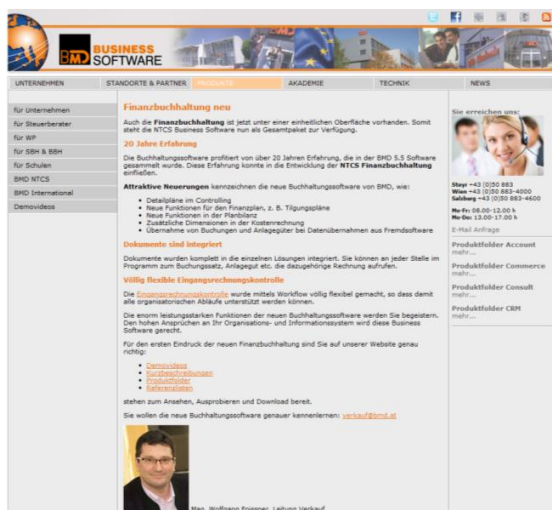 BMD BUSINESS
SOFTWARE
UNTERNEHMEN
STANDORTE & PARTNER
PRODUKTE
AKADEMIE
TECHNIK
NEWS
für Unternehmen
für Steuerberater
für WP
für SBH & BBH
für Schulen
BMD NTCS
BMD International
Demovideos
Finanzbuchhaltung neu
Auch die Finanzbuchhaltung ist jetzt unter einer einheitlichen Oberfläche vorhanden. Somit
steht die NTCS Business Software nun als Gesamtpaket zur Verfügung.
20 Jahre Erfahrung
Die Buchhaltungssoftware profitiert von über 20 Jahren Erfahrung, die in der BMD 5.5 Software
gesammelt wurde. Diese Erfahrung konnte in die Entwicklung der NTCS Finanzbuchhaltung
einfließen.
Attraktive Neuerungen kennzeichnen die neue Buchhaltungssoftware von BMD, wie:
• Detailpläne im Controlling
• Neue Funktionen für den Finanzplan, z. B. Tilgungspläne
• Neue Funktionen in der Planbilanz
• Zusätzliche Dimensionen in der Kostenrechnung
• Übernahme von Buchungen und Anlagegüter bei Datenübernahmen aus Fremdsoftware
Dokumente sind integriert
Dokumente wurden komplett in die einzelnen Lösungen integriert. Sie können an jeder Stelle im
Programm zum Buchungssatz, Anlagegut etc. die dazugehörige Rechnung aufrufen.
Völlig flexible Eingangsrechnungskontrolle
Die Eingangsrechnungskontrolle wurde mittels Workflow völlig flexibel gemacht, so dass damit
alle organisatorischen Abläufe unterstützt werden können.
Die enorm leistungsstarken Funktionen der neuen Buchhaltungssoftware werden Sie begeistern.
Den hohen Ansprüchen an Ihr Organisations- und Informationssystem wird diese Business
Software gerecht.
Für den ersten Eindruck der neuen Finanzbuchhaltung sind Sie auf unserer Website genau
richtig:
• Demovideos
• Kurzbeschreibungen
• Produktfolder
• Referenzlisten
stehen zum Ansehen, Ausprobieren und Download bereit.
Sie wollen die neue Buchhaltungssoftware genauer kennenlernen: verkauf@bmd.at
Mag. Wolfgang Foissner, Leitung Verkauf
Sie erreichen uns:
Steyr +43 (0)50 883
Wien +43 (0)50 883-4000
Salzburg +43 (0)50 883-4600
Mo-Fr: 08.00-12.00 h
Mo-Do: 13.00-17.00 h
E-Mail Anfrage
Produktfolder Account
mehr...
Produktfolder Commerce
mehr...
Produktfolder Consult
mehr...
Produktfolder CRM
mehr...